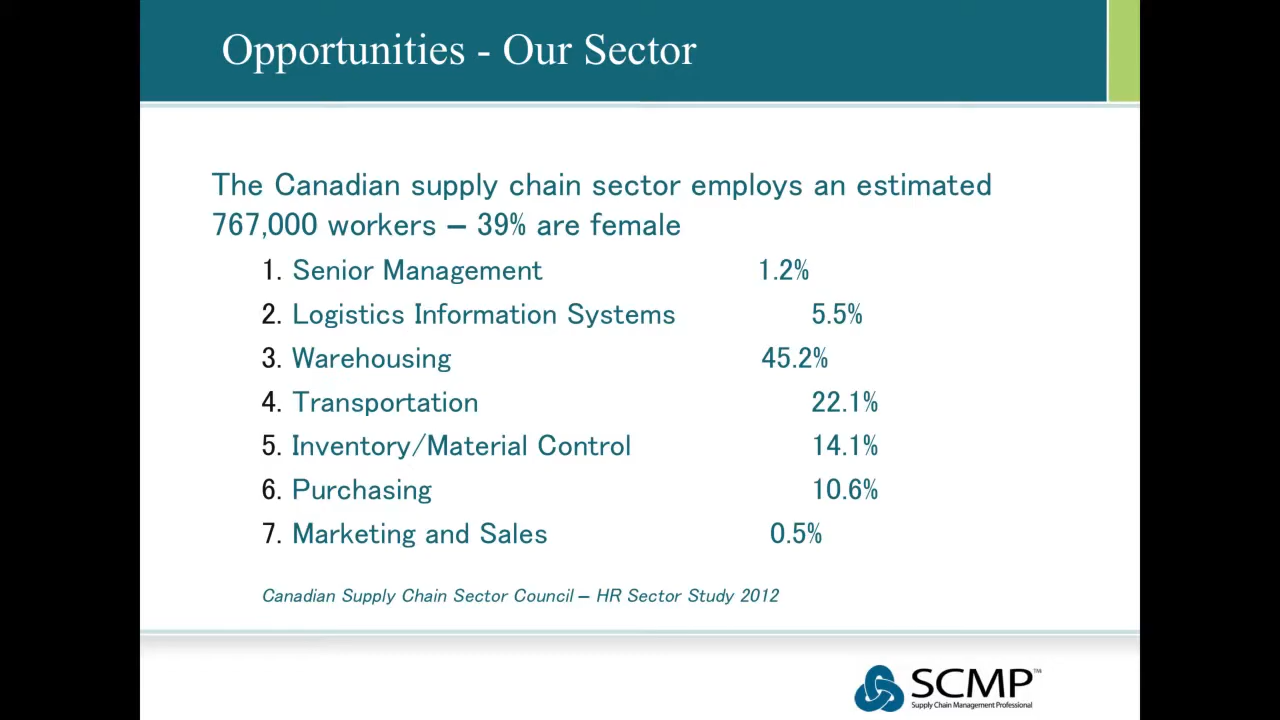 Opportunities - Our Sector
The Canadian supply chain sector employs an estimated
767,000 workers – 39% are female
1. Senior Management 1.2%
2. Logistics Information Systems 5.5%
3. Warehousing 45.2%
4. Transportation 22.1%
5. Inventory/Material Control 14.1%
6. Purchasing 10.6%
7. Marketing and Sales 0.5%
Canadian Supply Chain Sector Council – HR Sector Study 2012
SCMP™
Supply Chain Management Professional